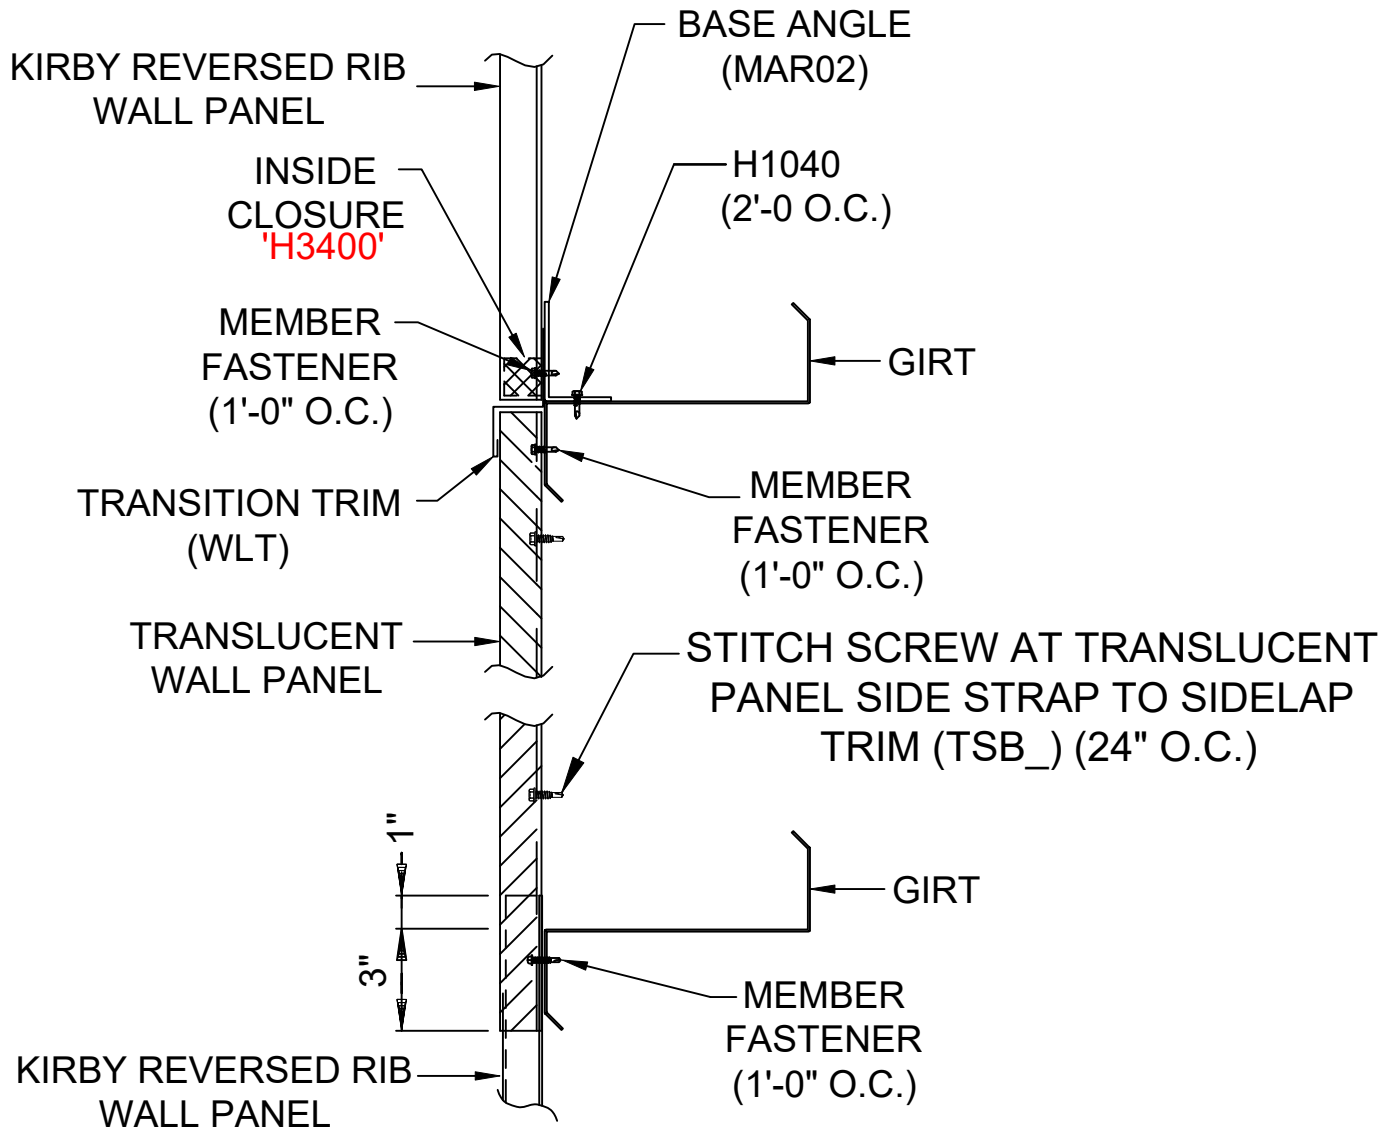 BASE ANGLE
(MAR02)
KIRBY REVERSED RIB
WALL PANEL
H1040
(2'-0 O.C.)
INSIDE
CLOSURE
'H3400'
MEMBER
FASTENER
(1'-0" O.C.)
GIRT
TRANSITION TRIM
(WLT)
MEMBER
FASTENER
(1'-0" O.C.)
TRANSLUCENT
WALL PANEL
STITCH SCREW AT TRANSLUCENT
PANEL SIDE STRAP TO SIDELAP
TRIM (TSB_) (24" O.C.)
1"
3"
GIRT
MEMBER
FASTENER
(1'-0" O.C.)
KIRBY REVERSED RIB
WALL PANEL